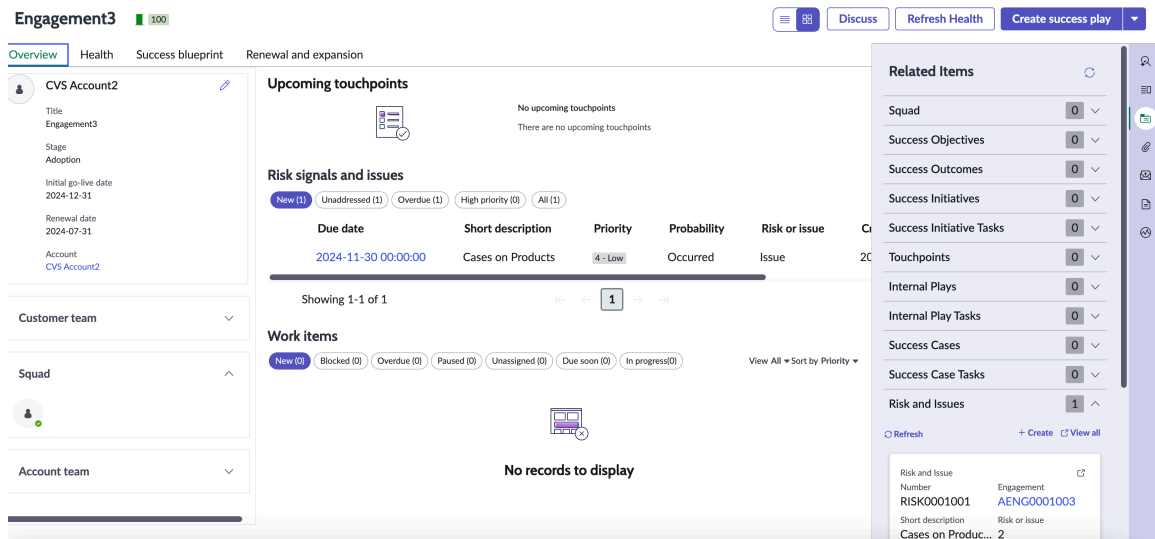 Engagement3
100
Discuss
Refresh Health
Create success play
Overview
Health
Success blueprint
Renewal and expansion
CVS Account2
Title
Engagement3
Stage
Adoption
Initial go-live date
2024-12-31
Renewal date
2024-07-31
Account
CVS Account2
Customer team
Squad
Account team
Upcoming touchpoints
No upcoming touchpoints
There are no upcoming touchpoints
Risk signals and issues
New (1) Unaddressed (1) Overdue (1) High priority (0) All (1)
Due date Short description Priority Probability Risk or issue Cr
2024-11-30 00:00:00 Cases on Products 4 - Low Occurred Issue 20
Showing 1-1 of 1
1
Work items
New (0) Blocked (0) Overdue (0) Paused (0) Unassigned (0) Due soon (0) In progress(0) View All Sort by Priority
No records to display
Related Items
Squad 0
Success Objectives 0
Success Outcomes 0
Success Initiatives 0
Success Initiative Tasks 0
Touchpoints 0
Internal Plays 0
Internal Play Tasks 0
Success Cases 0
Success Case Tasks 0
Risk and Issues 1
Refresh + Create View all
Risk and Issue
Number Engagement
RISK0001001 AENG0001003
Short description Risk or issue
Cases on Produc... 2